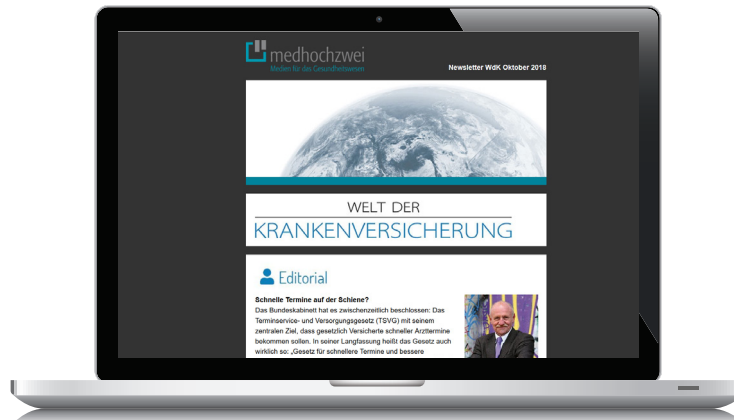 medhochzwei
Medien für das Gesundheitswesen
Newsletter WdK Oktober 2018
WELT DER
KRANKENVERSICHERUNG
Editorial
Schnelle Termine auf der Schiene?
Das Bundeskabinett hat es zwischenzeitlich beschlossen: Das
Terminservice- und Versorgungsgesetz (TSVG) mit seinem
zentralen Ziel, dass gesetzlich Versicherte schneller Arzttermine
bekommen sollen. In seiner Langfassung heißt das Gesetz auch
wirklich so: „Gesetz für schnellere Termine und bessere